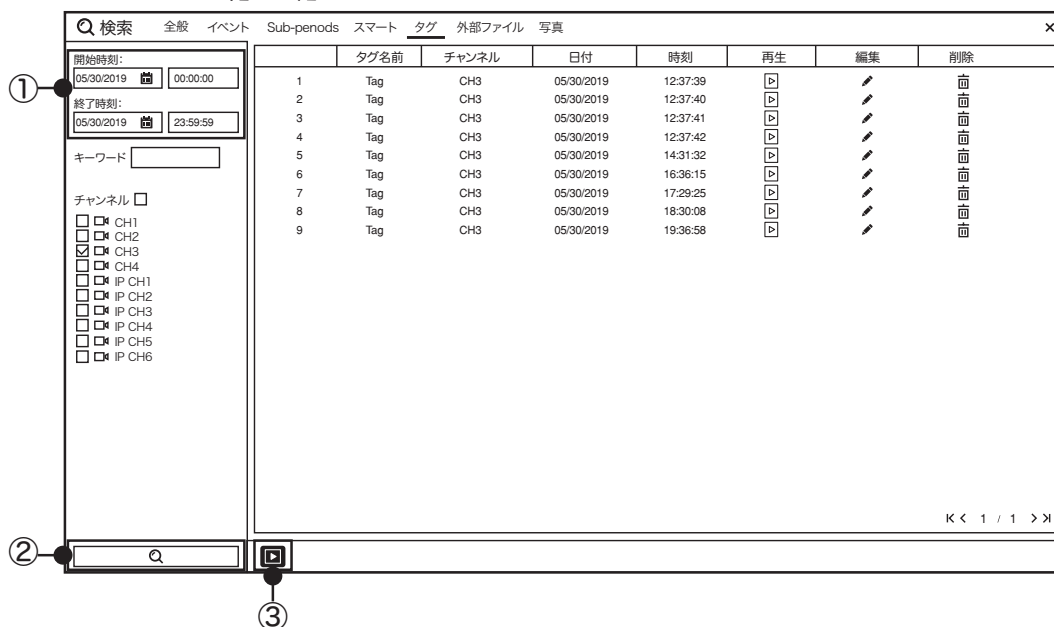 検索 全般 イベント Sub-penods スマート タグ 外部ファイル 写真 ×
開始時刻:
05/30/2019 00:00:00
終了時刻:
05/30/2019 23:59:59
キーワード
チャンネル
CH1
CH2
CH3
CH4
IP CH1
IP CH2
IP CH3
IP CH4
IP CH5
IP CH6
タグ名前 チャンネル 日付 時刻 再生 編集 削除
1 Tag CH3 05/30/2019 12:37:39
2 Tag CH3 05/30/2019 12:37:40
3 Tag CH3 05/30/2019 12:37:41
4 Tag CH3 05/30/2019 12:37:42
5 Tag CH3 05/30/2019 14:31:32
6 Tag CH3 05/30/2019 16:36:15
7 Tag CH3 05/30/2019 17:29:25
8 Tag CH3 05/30/2019 18:30:08
9 Tag CH3 05/30/2019 19:36:58
1 / 1
①
②
③